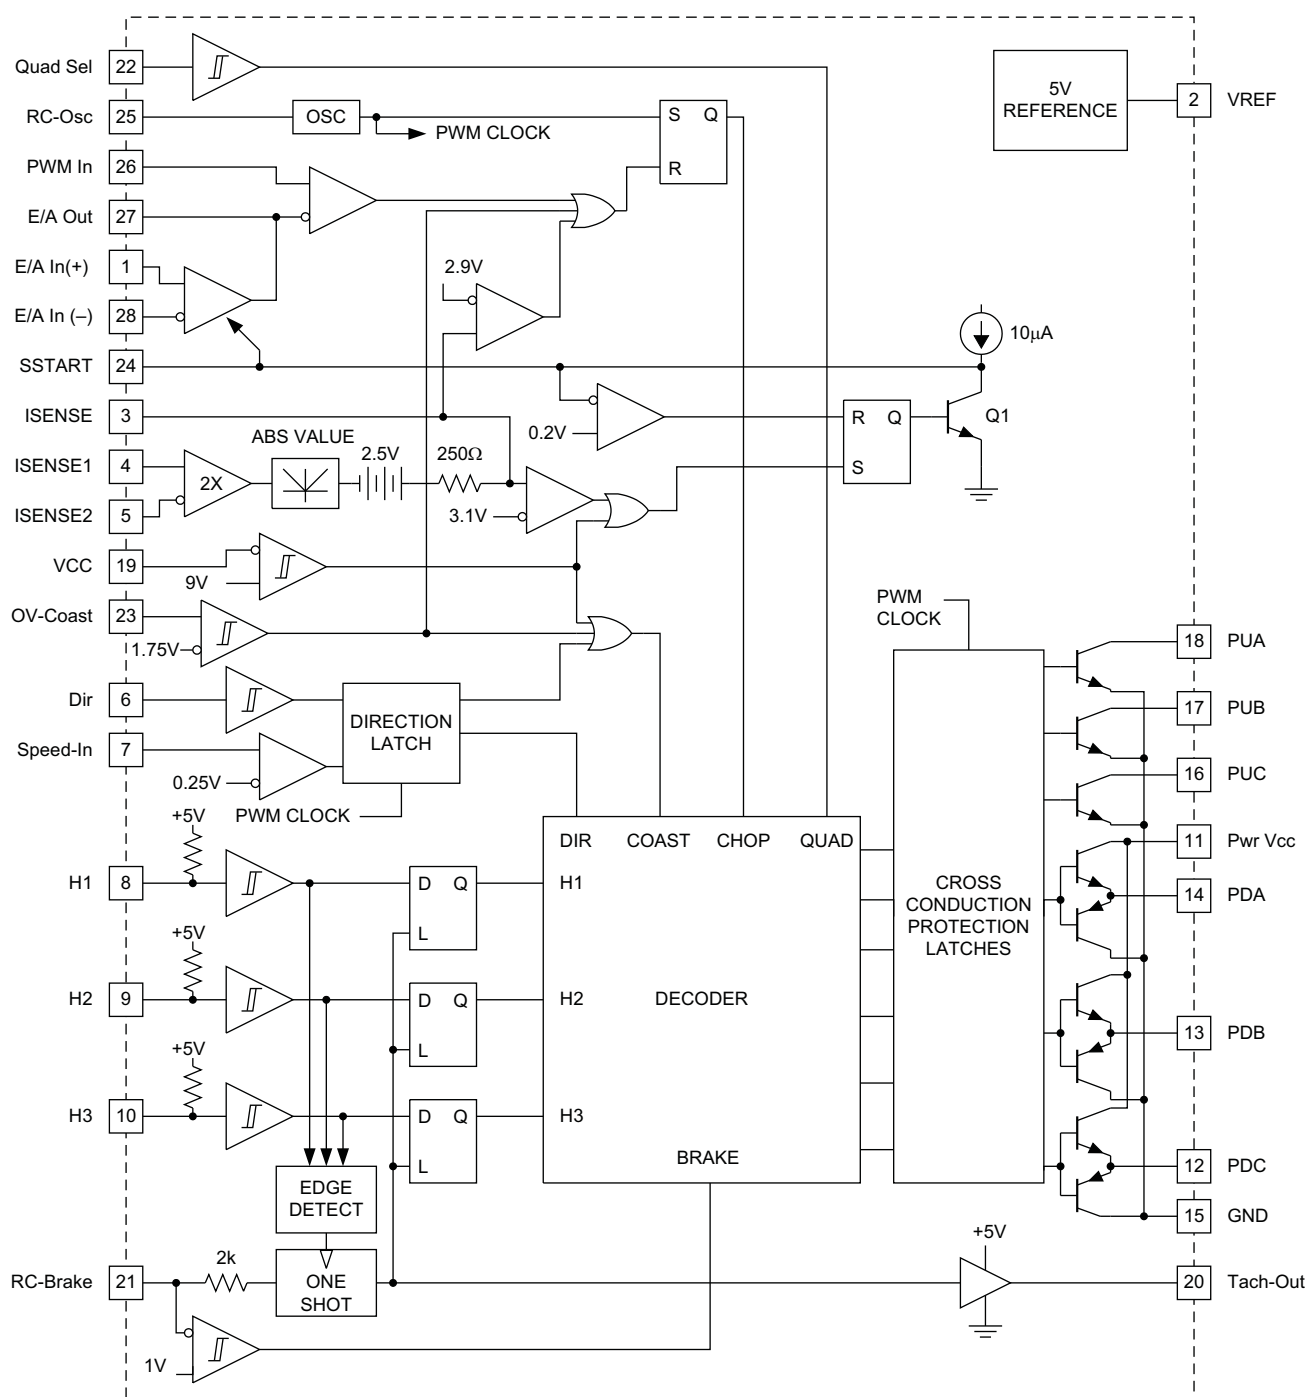 Quad Sel 22
5V
REFERENCE
2 VREF
RC-Osc 25 OSC
PWM CLOCK
S Q
R
PWM In 26
E/A Out 27
E/A In(+) 1
2.9V
E/A In (–) 28
10µA
SSTART 24
ISENSE 3
0.2V
R Q
S
Q1
ABS VALUE
2.5V
250Ω
ISENSE1 4
2X
ISENSE2 5
3.1V
VCC 19
9V
OV-Coast 23
1.75V
PWM
CLOCK
18 PUA
Dir 6
DIRECTION
LATCH
17 PUB
Speed-In 7
0.25V
PWM CLOCK
16 PUC
+5V
DIR COAST CHOP QUAD
11 Pwr Vcc
H1 8
D Q
L
H1
CROSS
CONDUCTION
PROTECTION
LATCHES
14 PDA
+5V
H2 9
D Q
L
H2
DECODER
13 PDB
+5V
H3 10
D Q
L
H3
BRAKE
12 PDC
EDGE
DETECT
15 GND
+5V
RC-Brake 21
2k
ONE
SHOT
20 Tach-Out
1V